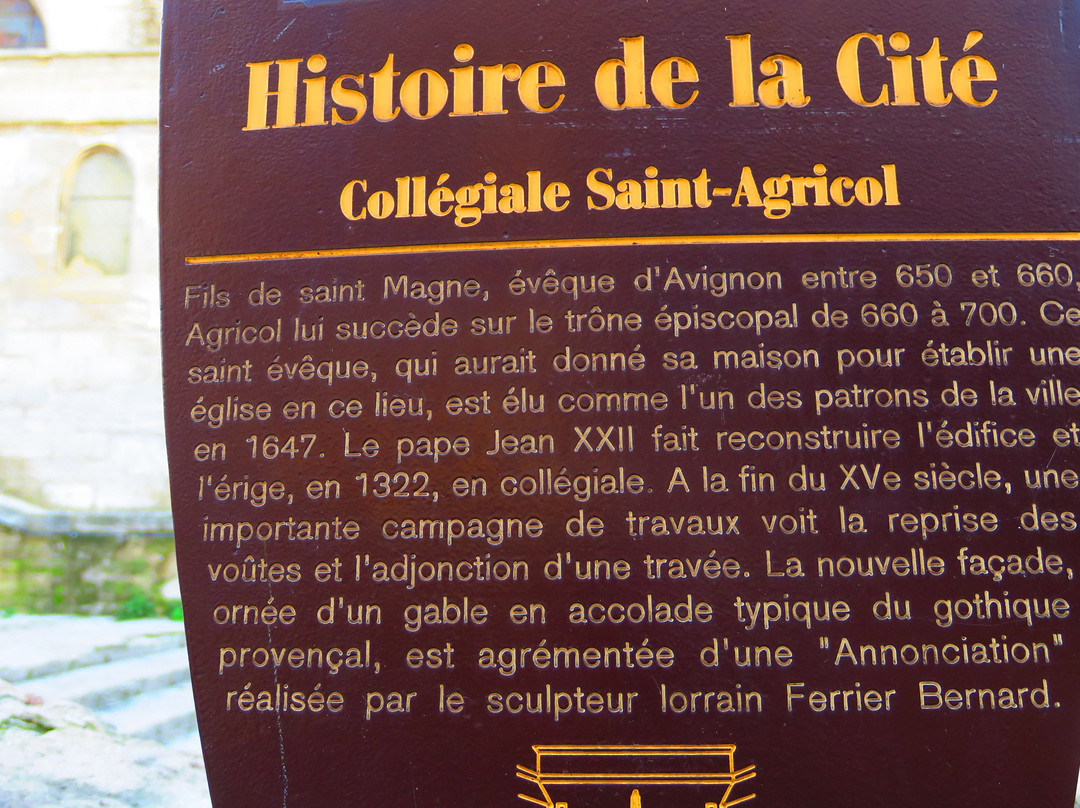 Histoire de la Cité
Collégiale Saint-Agricol
Fils de saint Magne, évêque d'Avignon entre 650 et 660,
Agricol lui succède sur le trône épiscopal de 660 à 700. Ce
saint évêque, qui aurait donné sa maison pour établir une
église en ce lieu, est élu comme l'un des patrons de la ville
en 1647. Le pape Jean XXII fait reconstruire l'édifice et
l'érige, en 1322, en collégiale. A la fin du XVe siècle, une
importante campagne de travaux voit la reprise des
voûtes et l'adjonction d'une travée. La nouvelle façade,
ornée d'un gable en accolade typique du gothique
provençal, est agrémentée d'une "Annonciation"
réalisée par le sculpteur lorrain Ferrier Bernard.